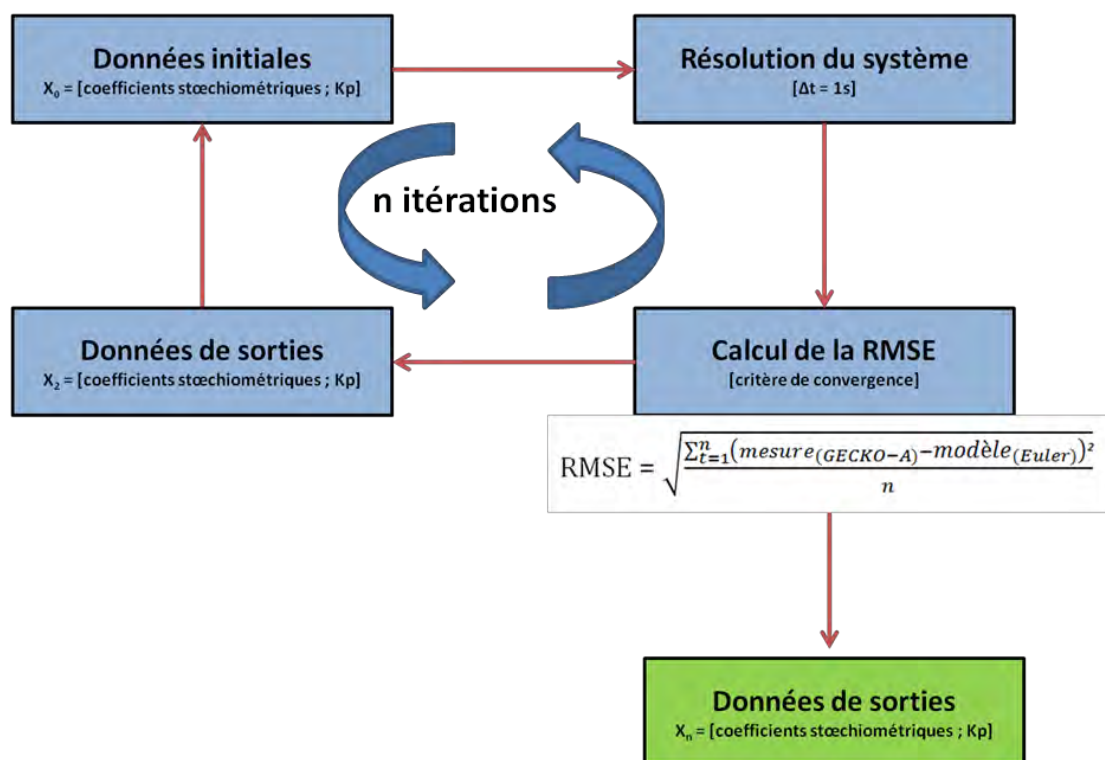 Données initiales
X₀ = [coefficients stœchiométriques ; Kp]
Résolution du système
[Δt = 1s]
n itérations
Données de sorties
X₂ = [coefficients stœchiométriques ; Kp]
Calcul de la RMSE
[critère de convergence]
RMSE = √(∑ⁿₜ₌₁(mesure(GECKO−A)−modèle(Euler))² / n)
Données de sorties
Xₙ = [coefficients stœchiométriques ; Kp]